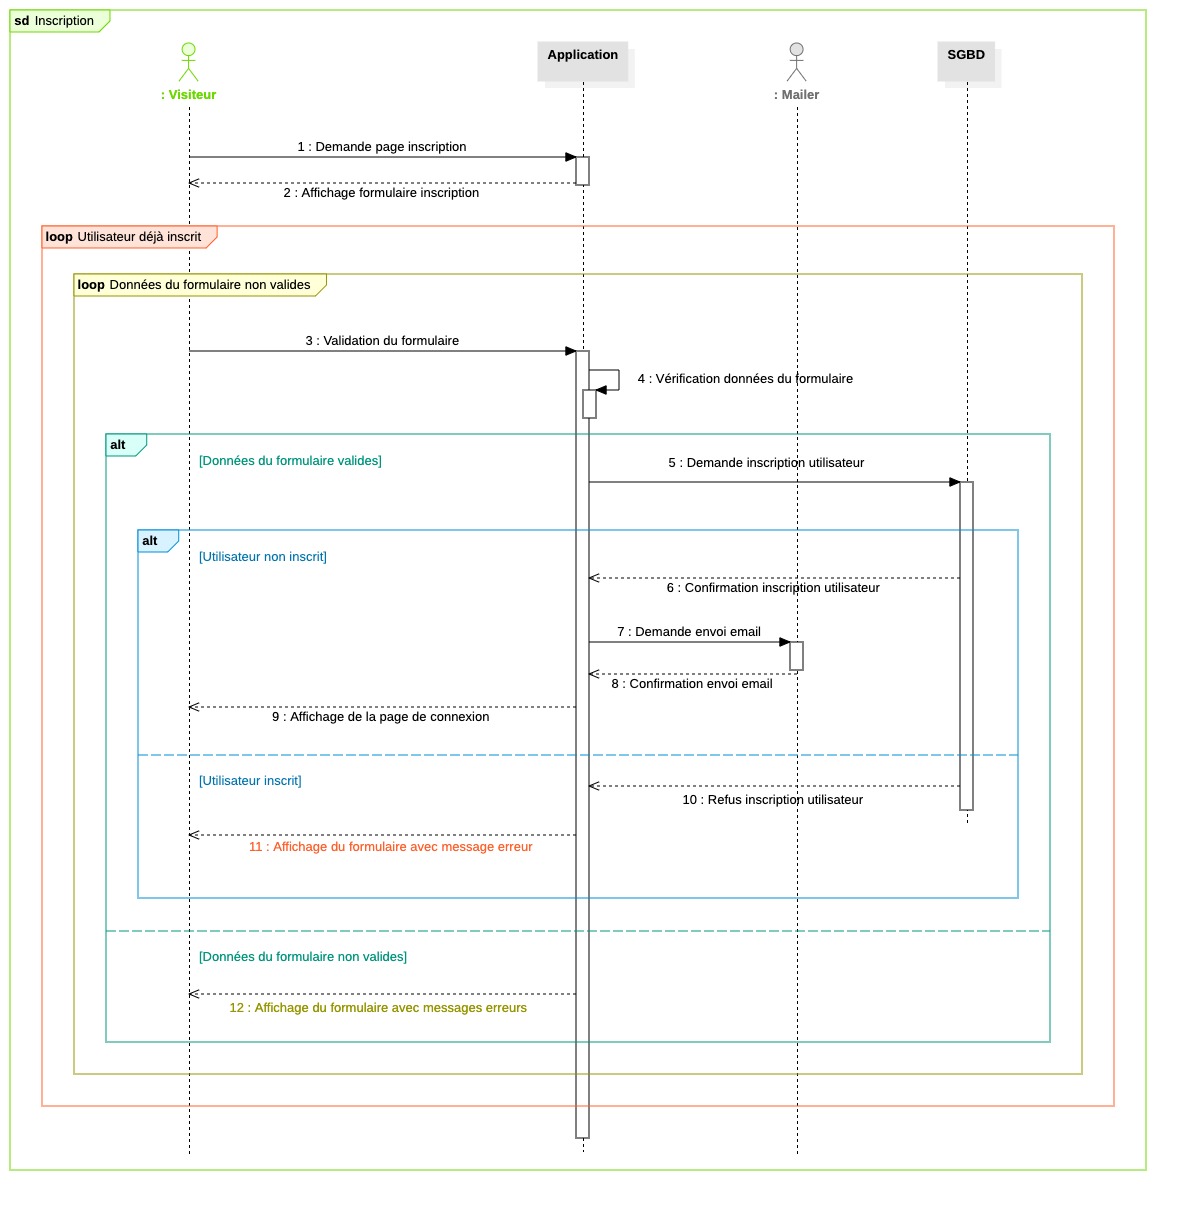 sd Inscription
: Visiteur
Application
: Mailer
SGBD
1 : Demande page inscription
2 : Affichage formulaire inscription
loop Utilisateur déjà inscrit
loop Données du formulaire non valides
3 : Validation du formulaire
4 : Vérification données du formulaire
alt
[Données du formulaire valides]
5 : Demande inscription utilisateur
alt
[Utilisateur non inscrit]
6 : Confirmation inscription utilisateur
7 : Demande envoi email
8 : Confirmation envoi email
9 : Affichage de la page de connexion
[Utilisateur inscrit]
10 : Refus inscription utilisateur
11 : Affichage du formulaire avec message erreur
[Données du formulaire non valides]
12 : Affichage du formulaire avec messages erreurs